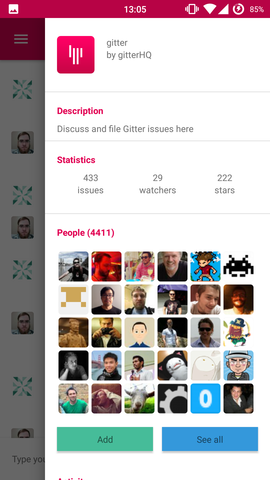 13:05
85%
gitter
by gitterHQ
Description
Discuss and file Gitter issues here
Statistics
433 29 222
issues watchers stars
People (4411)
Add See all
Type you